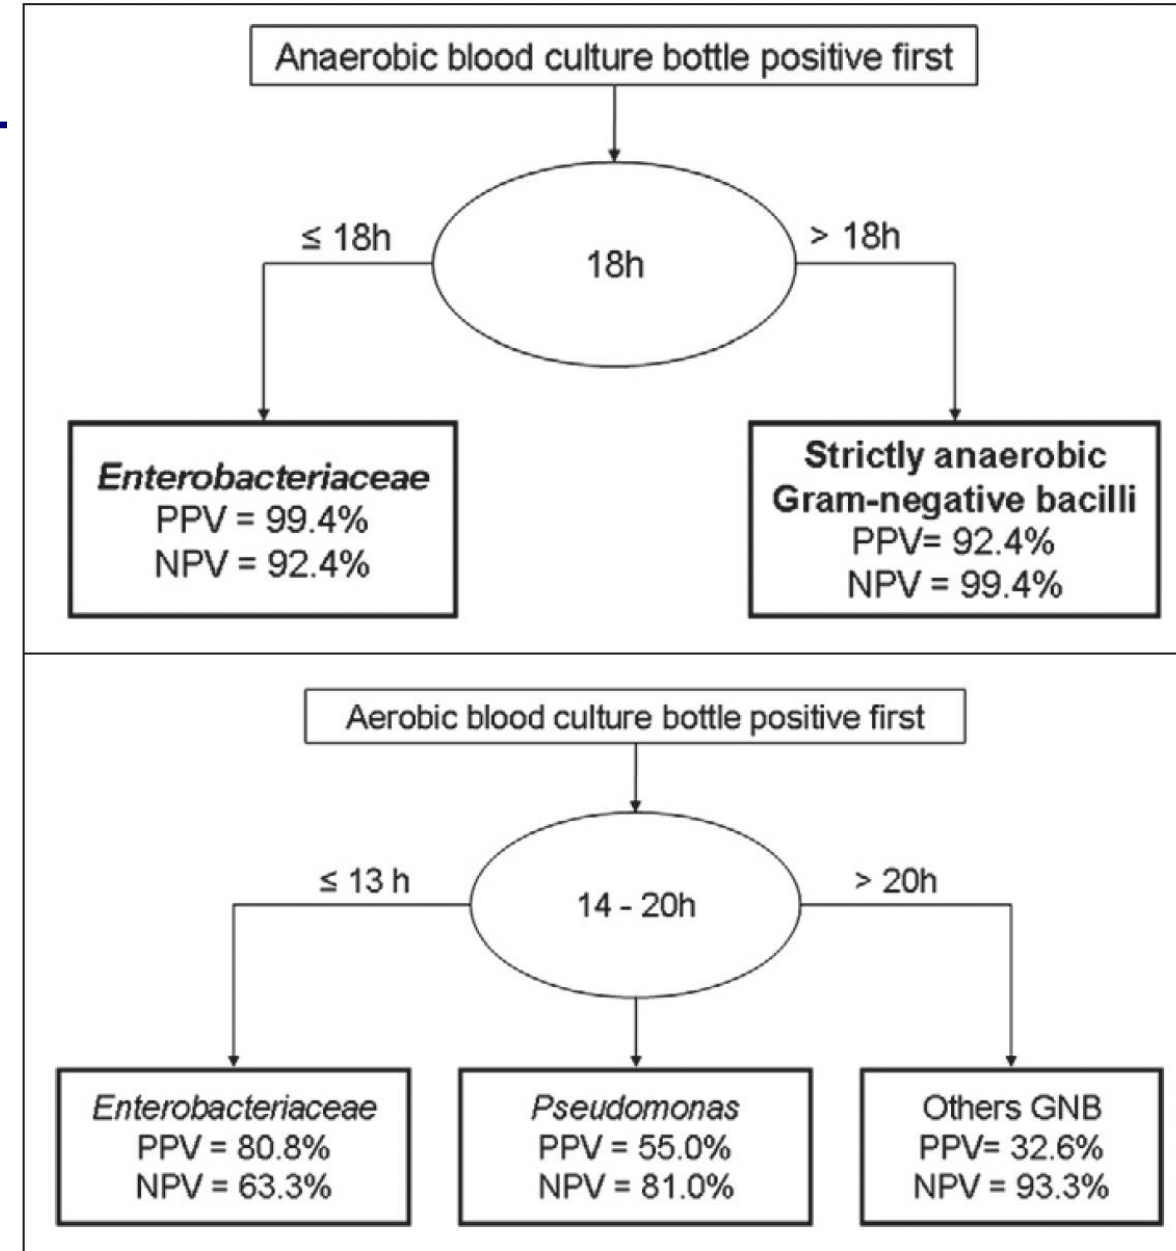 Anaerobic blood culture bottle positive first
≤ 18h
> 18h
18h
Enterobacteriaceae
PPV = 99.4%
NPV = 92.4%
Strictly anaerobic
Gram-negative bacilli
PPV= 92.4%
NPV = 99.4%
Aerobic blood culture bottle positive first
≤ 13 h
> 20h
14 - 20h
Enterobacteriaceae
PPV = 80.8%
NPV = 63.3%
Pseudomonas
PPV = 55.0%
NPV = 81.0%
Others GNB
PPV= 32.6%
NPV = 93.3%